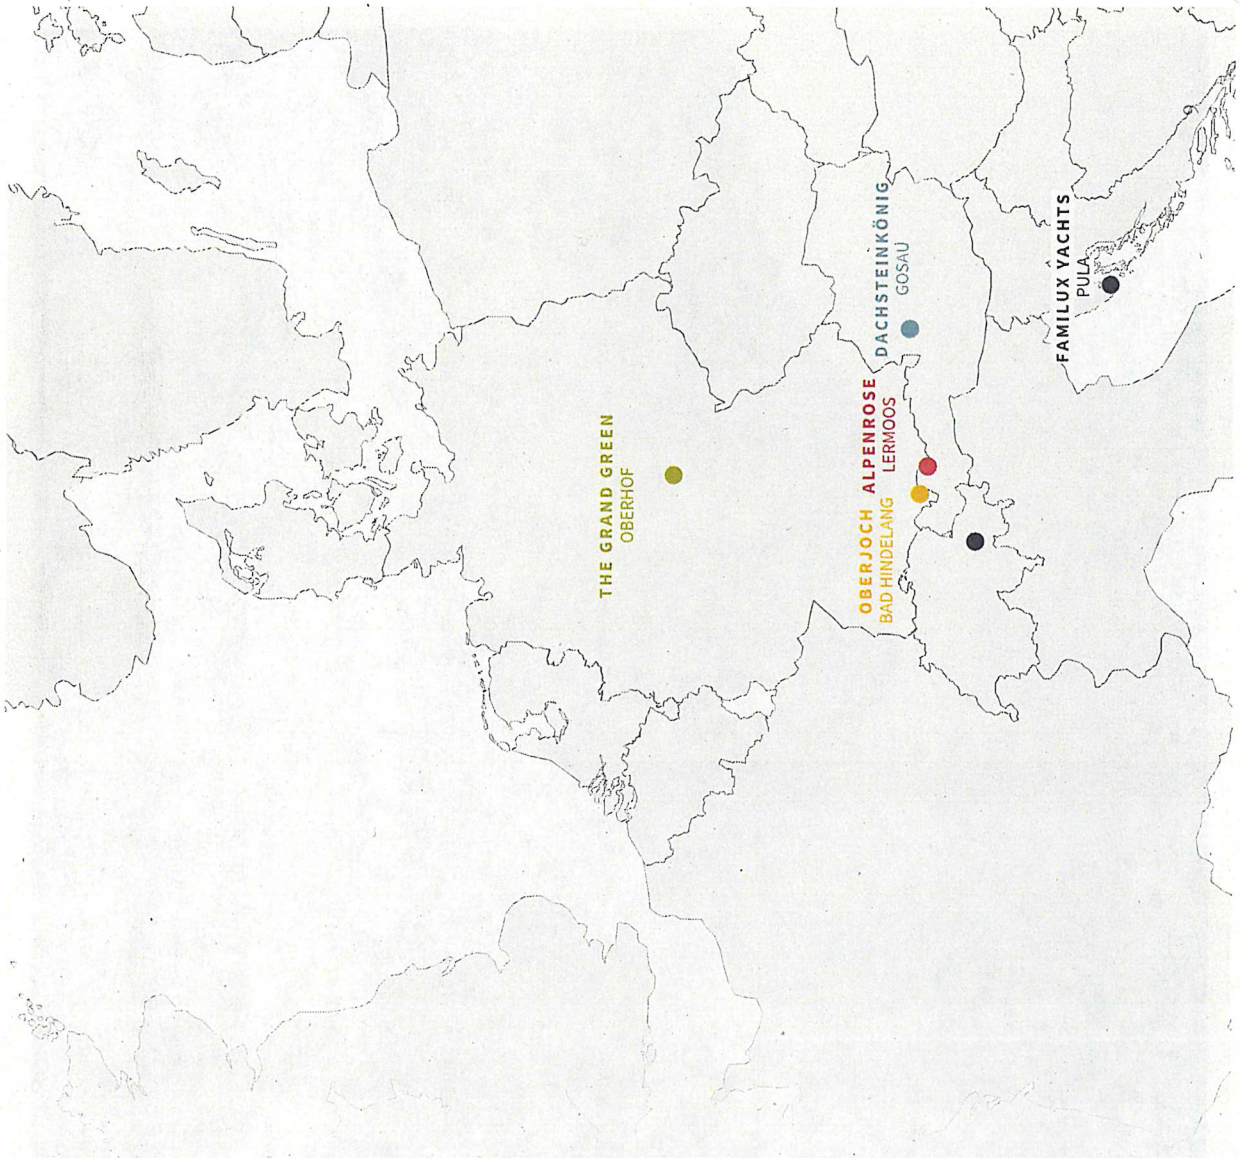 THE GRAND GREEN
OBERHOF
OBERJOCH
BAD HINDELANG
ALPENROSE
LERMOOS
DACHSTEINKÖNIG
GOSAU
FAMILUX YACHTS
PULA